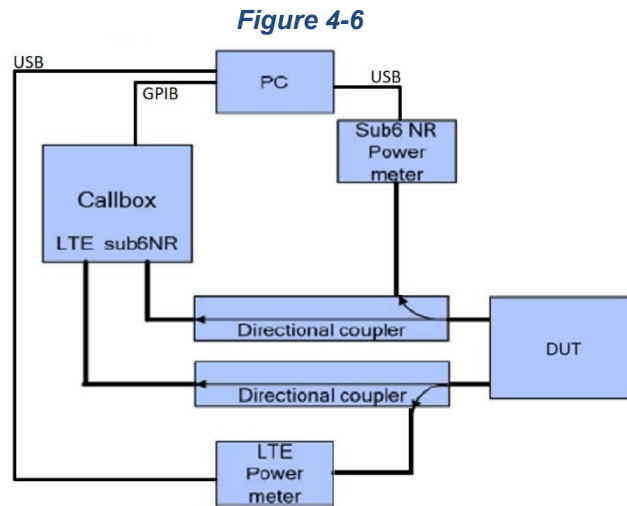 Figure 4-6
USB
PC
USB
GPIB
Sub6 NR
Power
meter
Callbox
LTE sub6NR
Directional coupler
DUT
Directional coupler
LTE
Power
meter